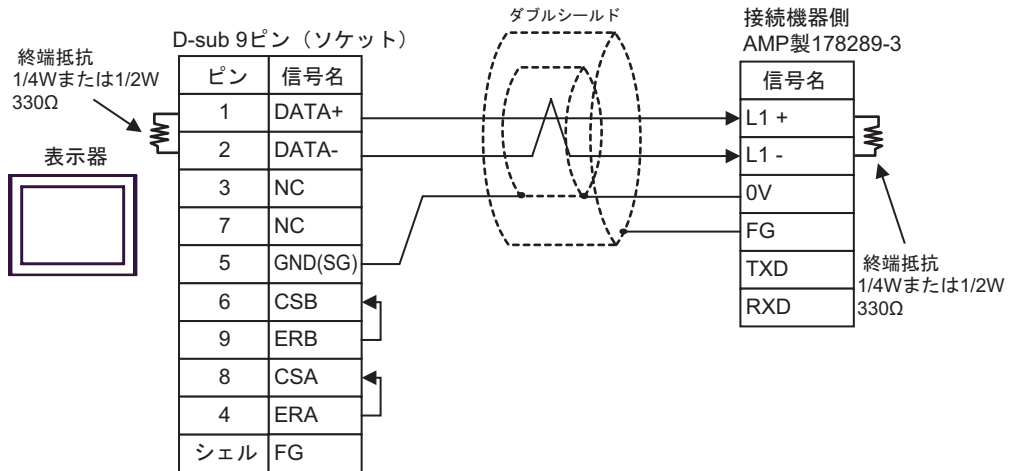 ダブルシールド
D-sub 9ピン（ソケット）
接続機器側
AMP製178289-3
終端抵抗
1/4Wまたは1/2W
330Ω
表示器
ピン 信号名
1 DATA+
2 DATA-
3 NC
7 NC
5 GND(SG)
6 CSB
9 ERB
8 CSA
4 ERA
シェル FG
信号名
L1 +
L1 -
0V
FG
TXD
RXD
終端抵抗
1/4Wまたは1/2W
330Ω